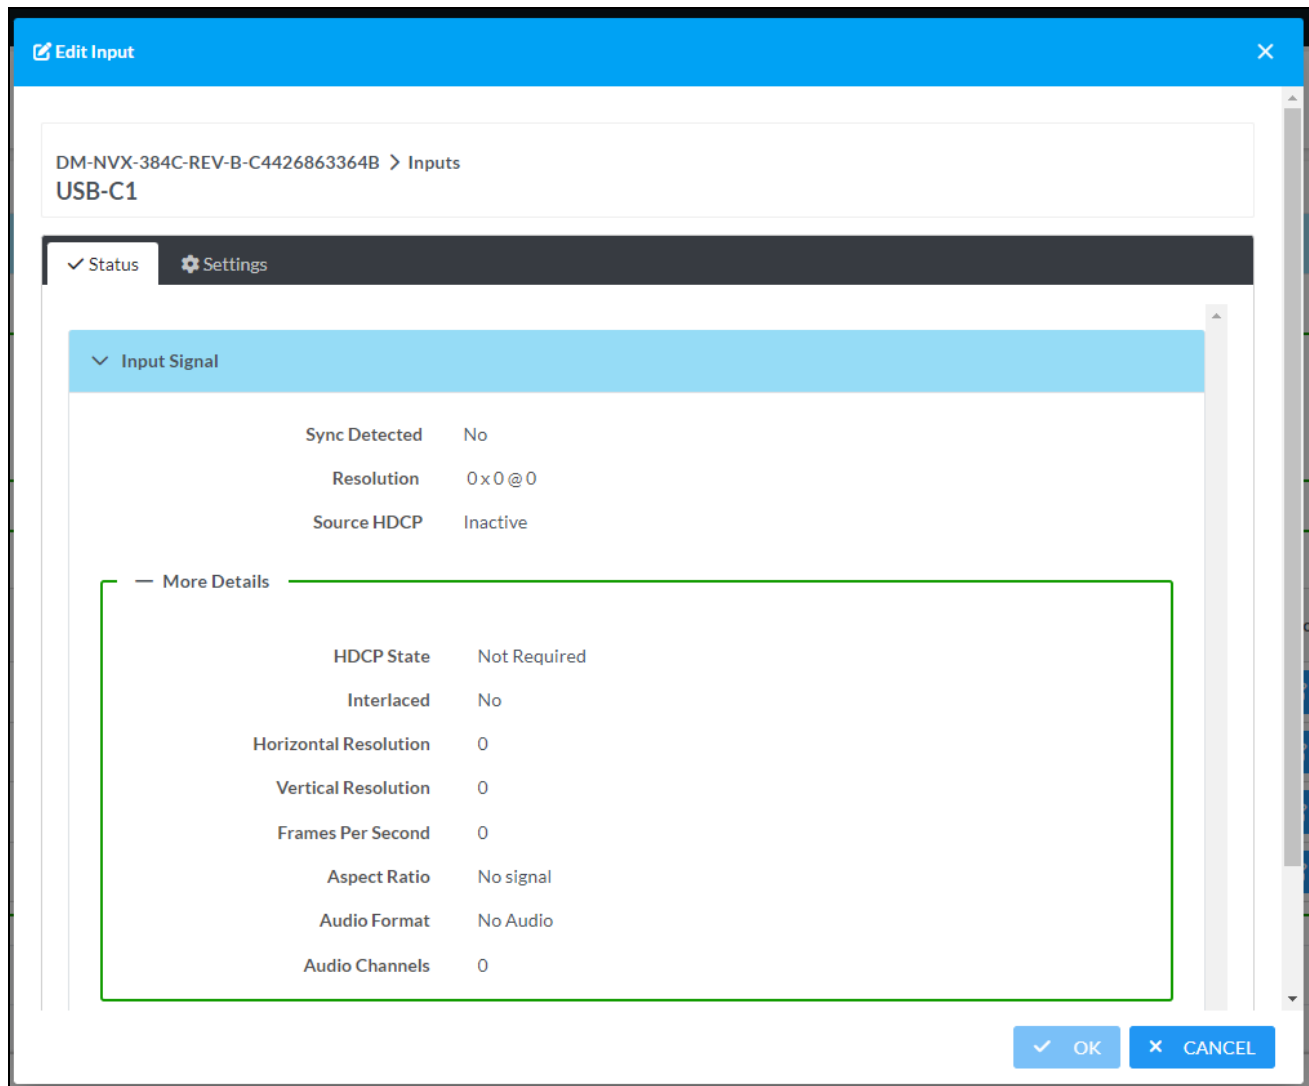 Edit Input
DM-NVX-384C-REV-B-C4426863364B > Inputs
USB-C1
Status Settings
Input Signal
Sync Detected No
Resolution 0 x 0 @ 0
Source HDCP Inactive
More Details
HDCP State Not Required
Interlaced No
Horizontal Resolution 0
Vertical Resolution 0
Frames Per Second 0
Aspect Ratio No signal
Audio Format No Audio
Audio Channels 0
OK CANCEL